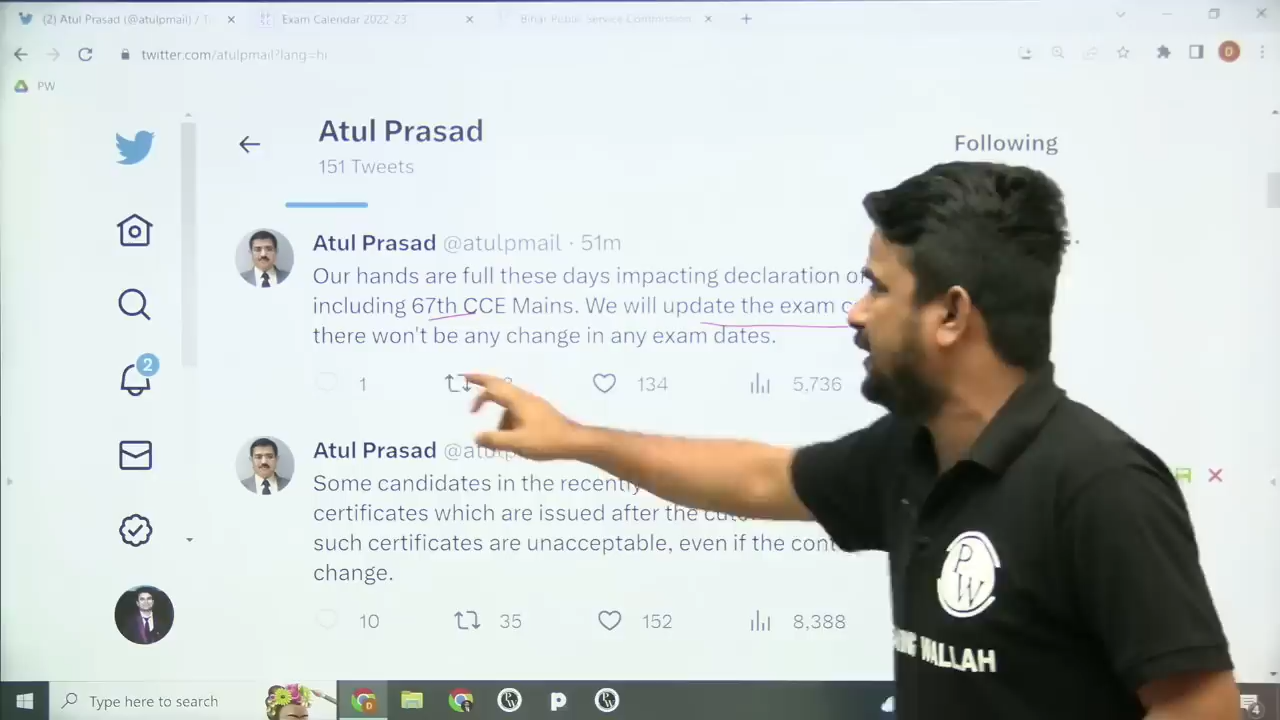 (2) Atul Prasad (@atulpmail) / T
Exam Calendar 2022-23
Bihar Public Service Commission
twitter.com/atulpmail?lang=hi
D
PW
Atul Prasad
151 Tweets
Following
Atul Prasad @atulpmail · 51m
Our hands are full these days impacting declaration of
including 67th CCE Mains. We will update the exam
there won't be any change in any exam dates.
1
134
5,736
2
Atul Prasad
Some candidates in the recently
certificates which are issued after the
such certificates are unacceptable, even if the
change.
10
35
152
8,388
PW
WALLAH
Type here to search
4